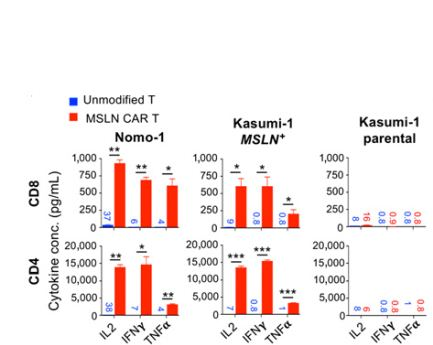 Unmodified T
MSLN CAR T
Nomo-1
Kasumi-1
MSLN+
Kasumi-1
parental
CD8
CD4
Cytokine conc. (pg/mL)
1,000
750
500
250
0
** ** *
37 6 4
1,000
750
500
250
0
* * *
9 0.8 0.8
1,000
750
500
250
0
8 16 0.8 0.9 0.8 0.8
20,000
15,000
10,000
5,000
0
** * **
38 7 4
20,000
15,000
10,000
5,000
0
*** *** ***
7 0.8 1
20,000
15,000
10,000
5,000
0
8 6 0.8 0.8 1 0.8
IL2 IFNγ TNFα
IL2 IFNγ TNFα
IL2 IFNγ TNFα